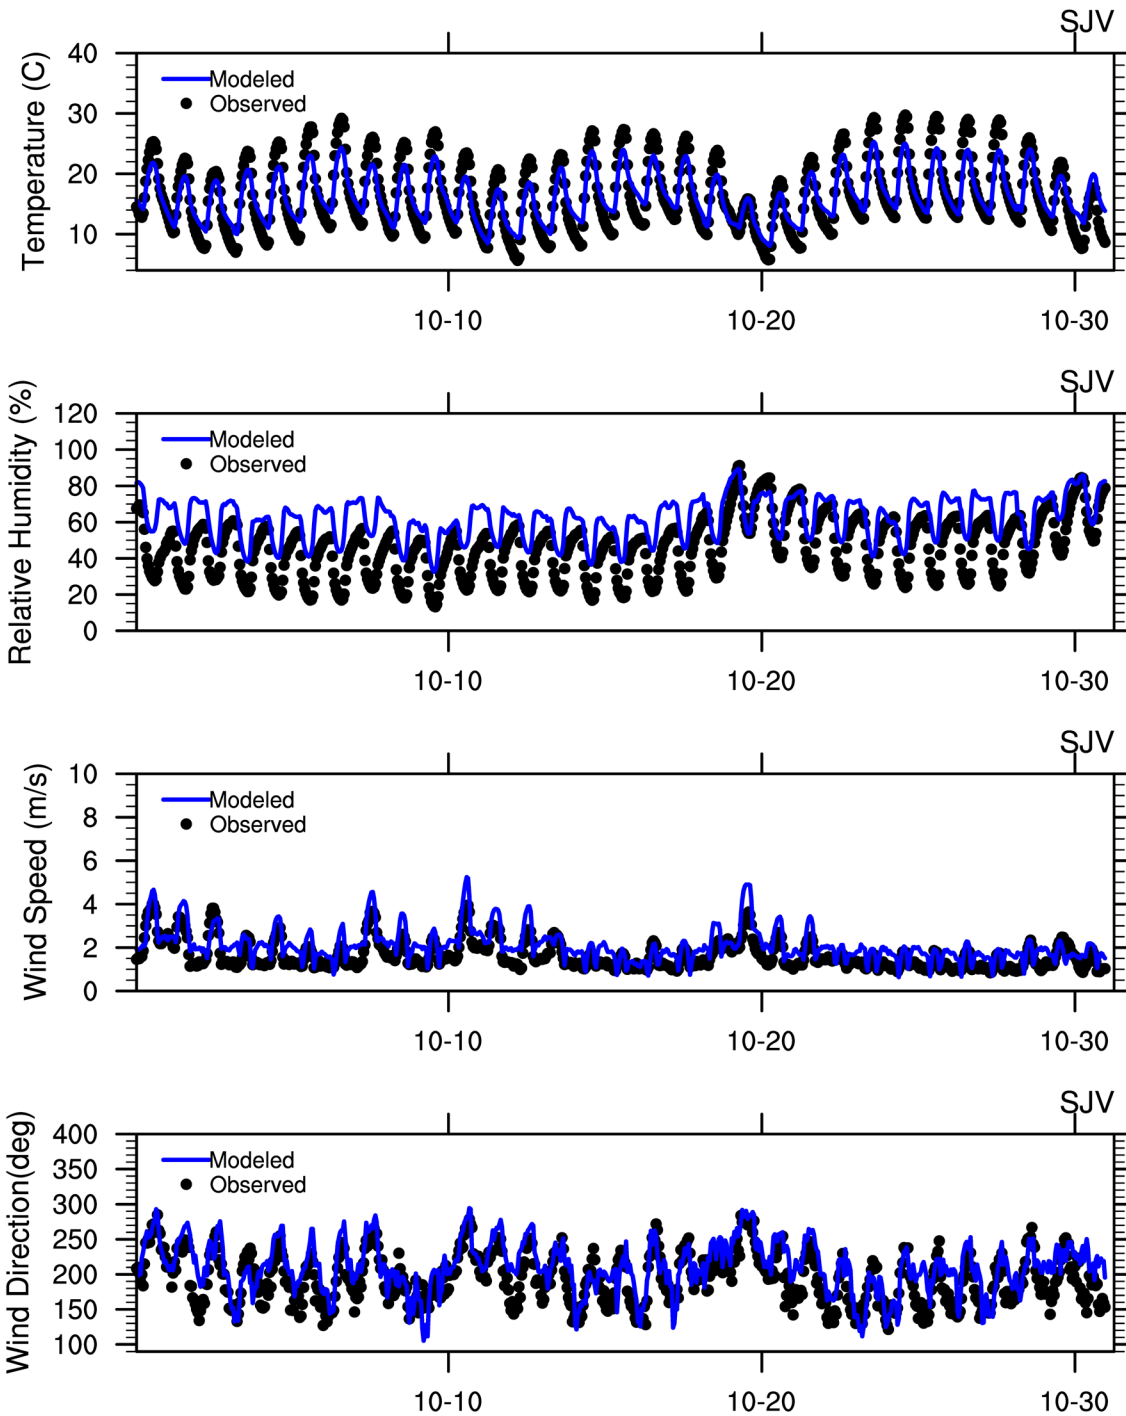 SJV
Temperature (C)
40
30
20
10
Modeled
Observed
10-10
10-20
10-30
SJV
Relative Humidity (%)
120
100
80
60
40
20
0
Modeled
Observed
10-10
10-20
10-30
SJV
Wind Speed (m/s)
10
8
6
4
2
0
Modeled
Observed
10-10
10-20
10-30
SJV
Wind Direction(deg)
400
350
300
250
200
150
100
Modeled
Observed
10-10
10-20
10-30